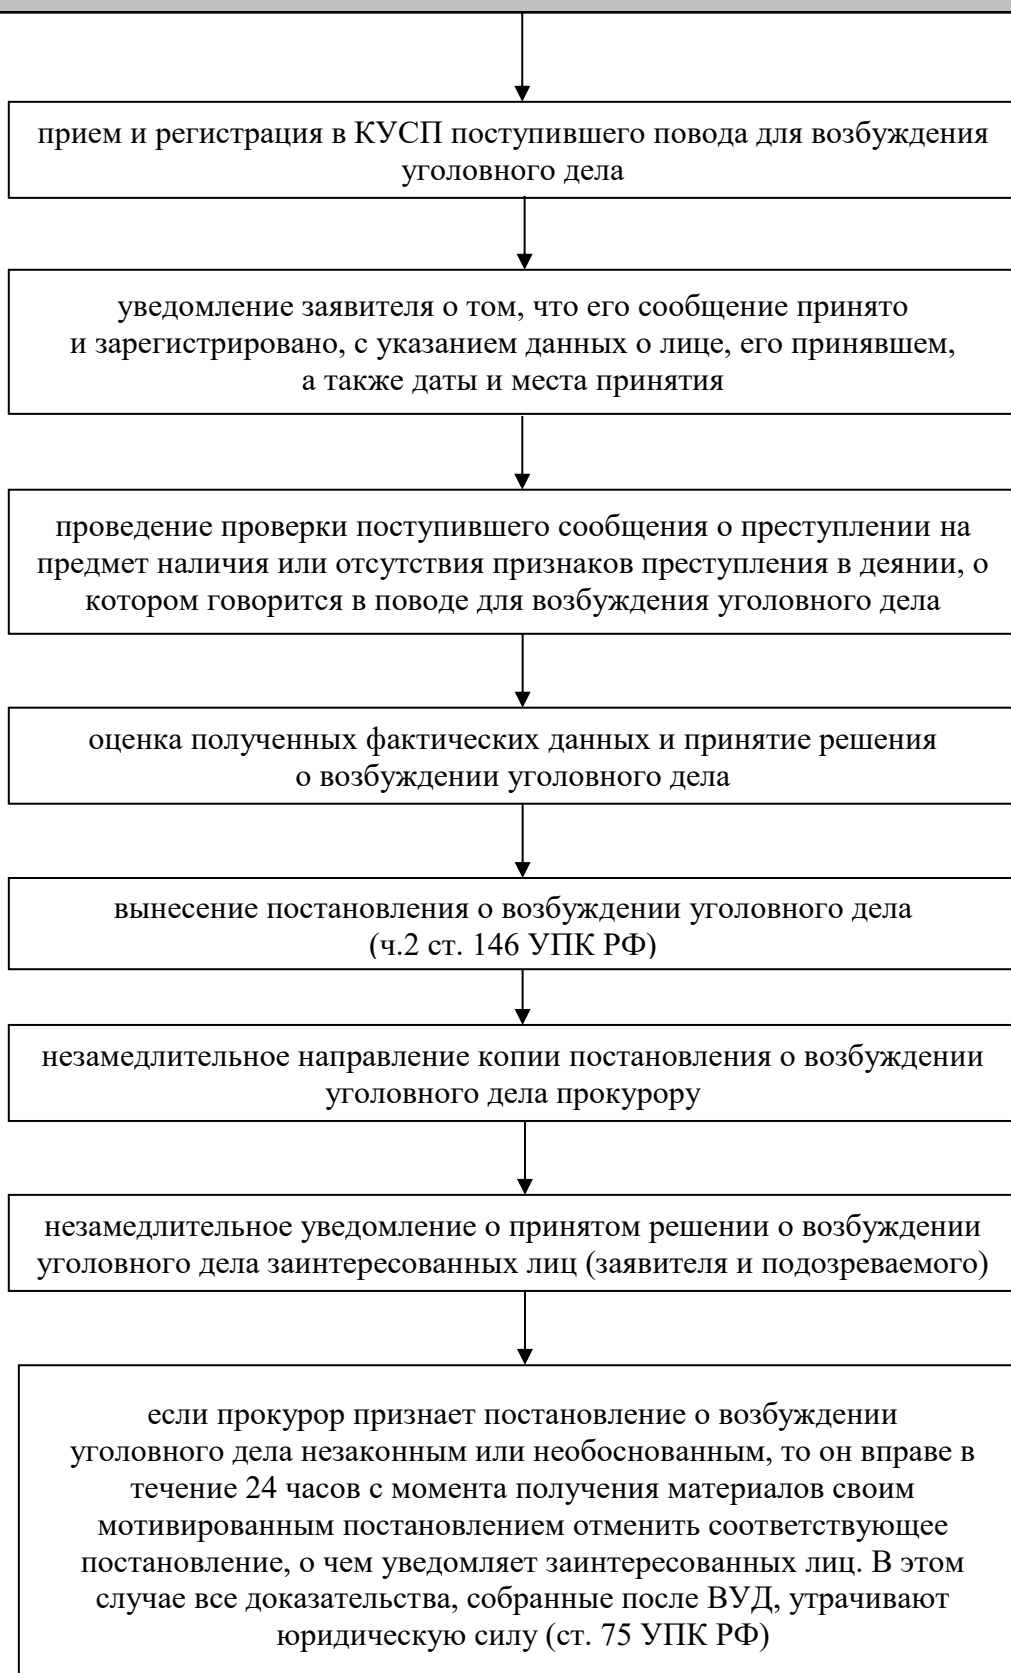 прием и регистрация в КУСП поступившего повода для возбуждения
уголовного дела
уведомление заявителя о том, что его сообщение принято
и зарегистрировано, с указанием данных о лице, его принявшем,
а также даты и места принятия
проведение проверки поступившего сообщения о преступлении на
предмет наличия или отсутствия признаков преступления в деянии, о
котором говорится в поводе для возбуждения уголовного дела
оценка полученных фактических данных и принятие решения
о возбуждении уголовного дела
вынесение постановления о возбуждении уголовного дела
(ч.2 ст. 146 УПК РФ)
незамедлительное направление копии постановления о возбуждении
уголовного дела прокурору
незамедлительное уведомление о принятом решении о возбуждении
уголовного дела заинтересованных лиц (заявителя и подозреваемого)
если прокурор признает постановление о возбуждении
уголовного дела незаконным или необоснованным, то он вправе в
течение 24 часов с момента получения материалов своим
мотивированным постановлением отменить соответствующее
постановление, о чем уведомляет заинтересованных лиц. В этом
случае все доказательства, собранные после ВУД, утрачивают
юридическую силу (ст. 75 УПК РФ)